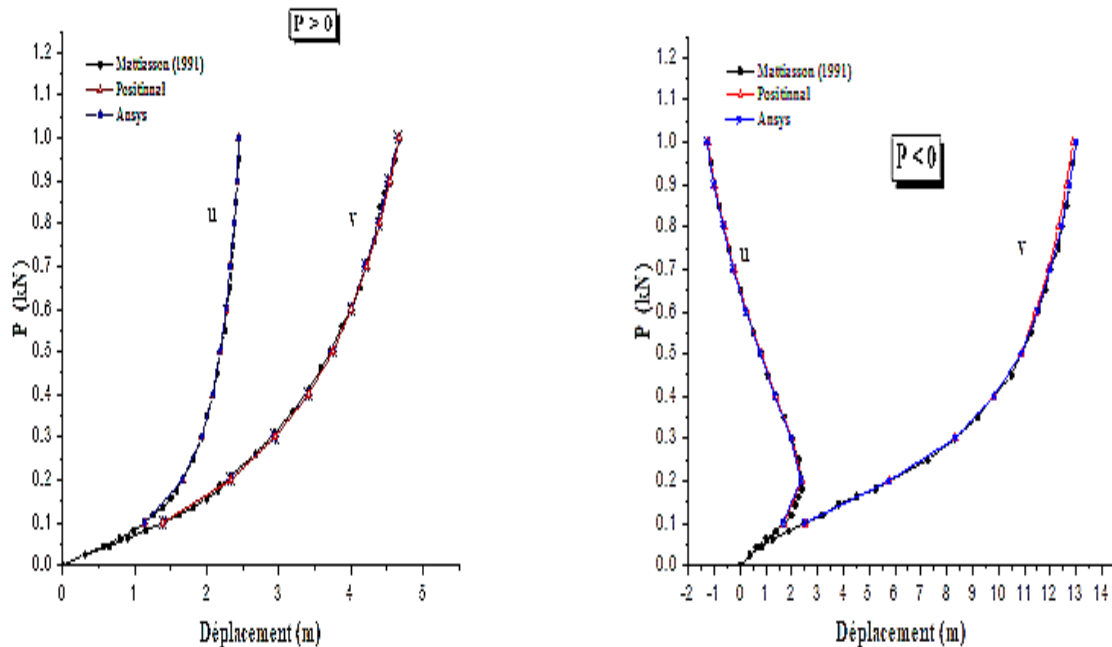 P > 0
1.2
1.1
1.0
0.9
0.8
0.7
0.6
0.5
0.4
0.3
0.2
0.1
0.0
P (kN)
Mattiasson (1991)
Positinnal
Ansys
u
v
0 1 2 3 4 5
Déplacement (m)
1.2
1.1
1.0
0.9
0.8
0.7
0.6
0.5
0.4
0.3
0.2
0.1
0.0
P (kN)
Mattiasson (1991)
Positinnal
Ansys
P < 0
u
v
-2 -1 0 1 2 3 4 5 6 7 8 9 10 11 12 13 14
Déplacement (m)